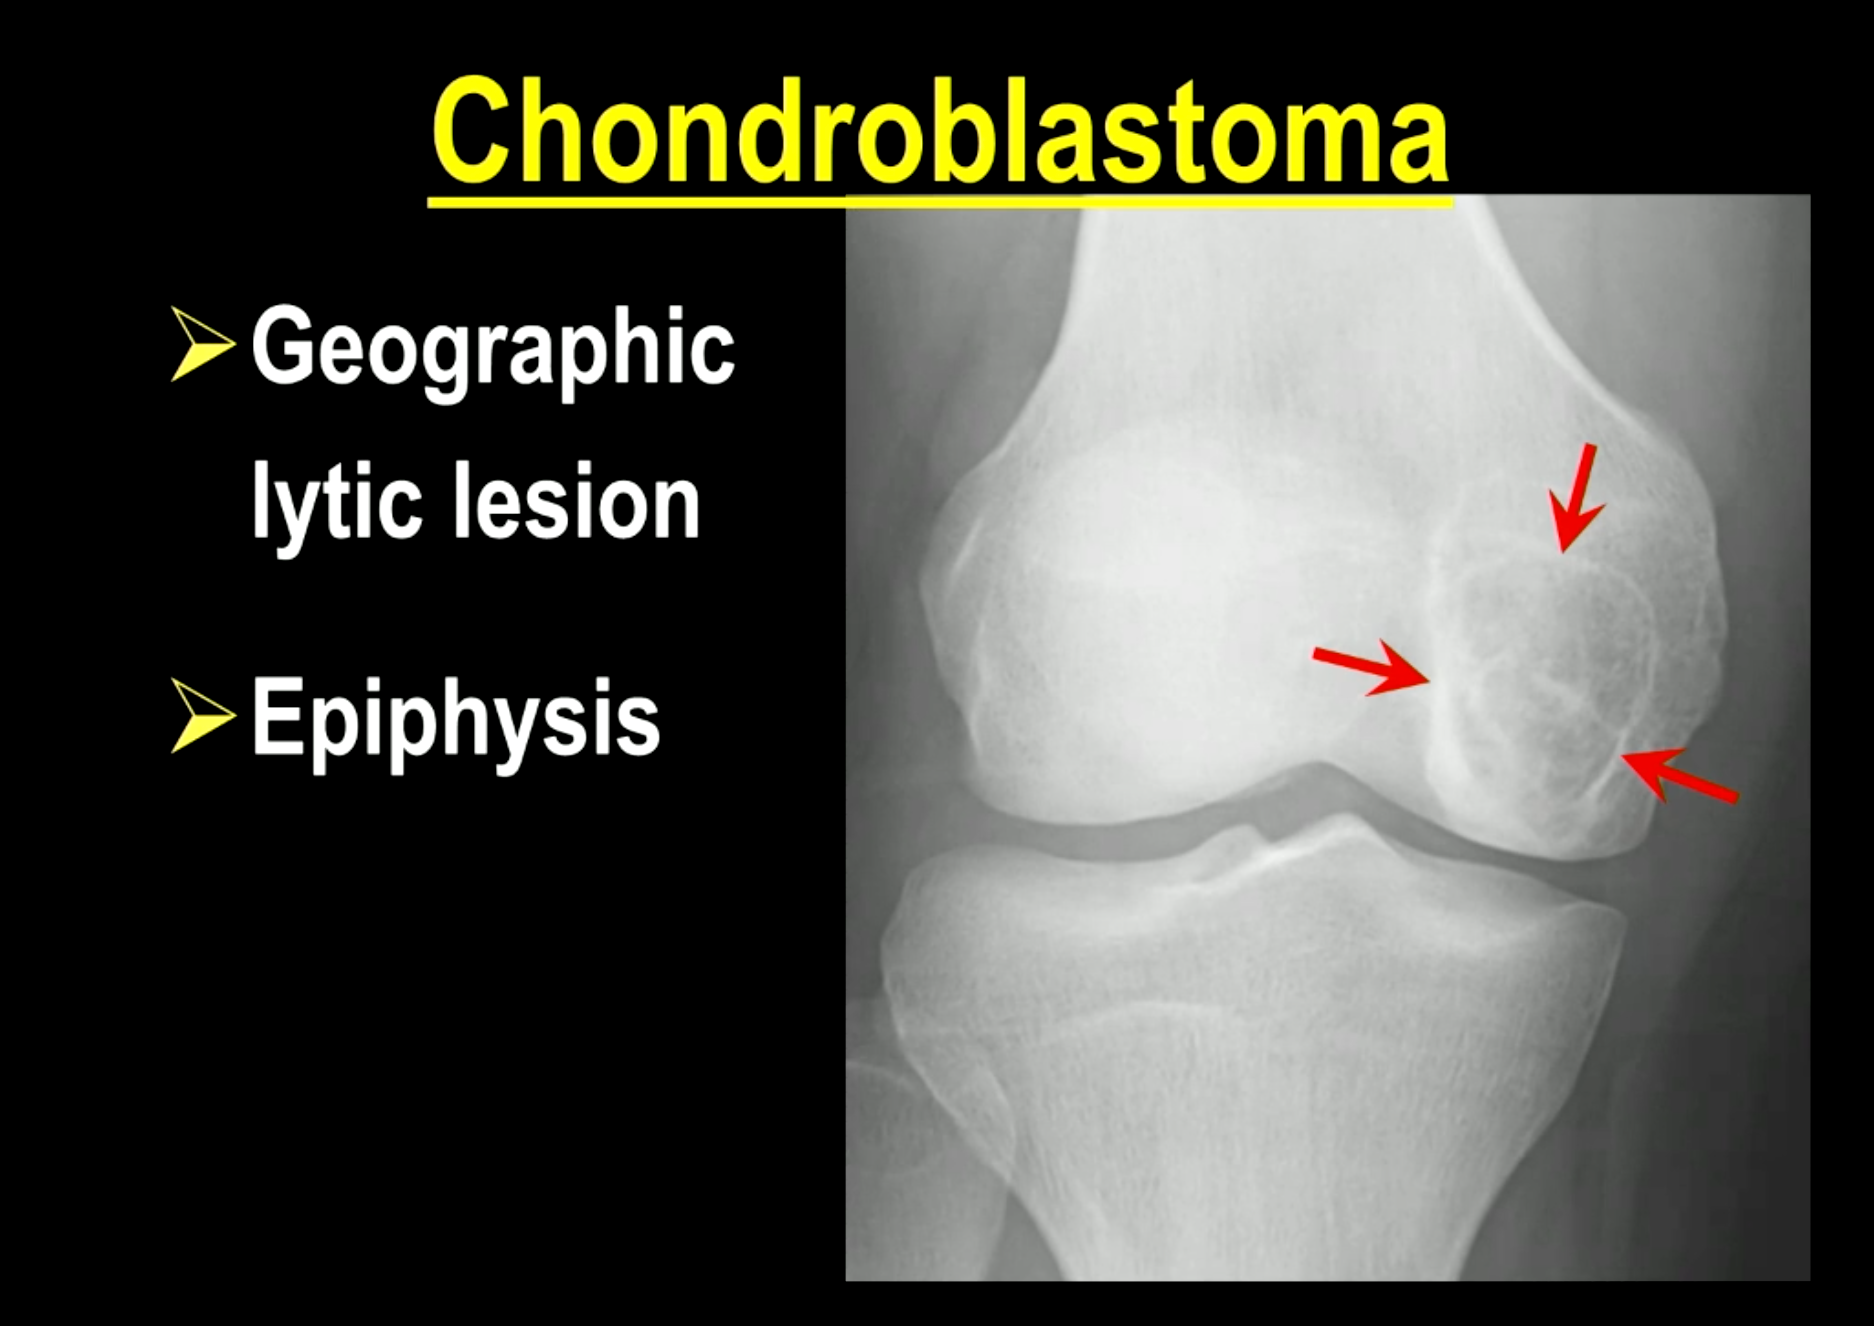 Chondroblastoma
Geographic
lytic lesion
Epiphysis